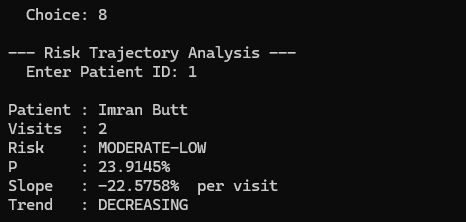 Choice: 8
--- Risk Trajectory Analysis ---
Enter Patient ID: 1
Patient : Imran Butt
Visits  : 2
Risk    : MODERATE-LOW
P       : 23.9145%
Slope   : -22.5758%  per visit
Trend   : DECREASING